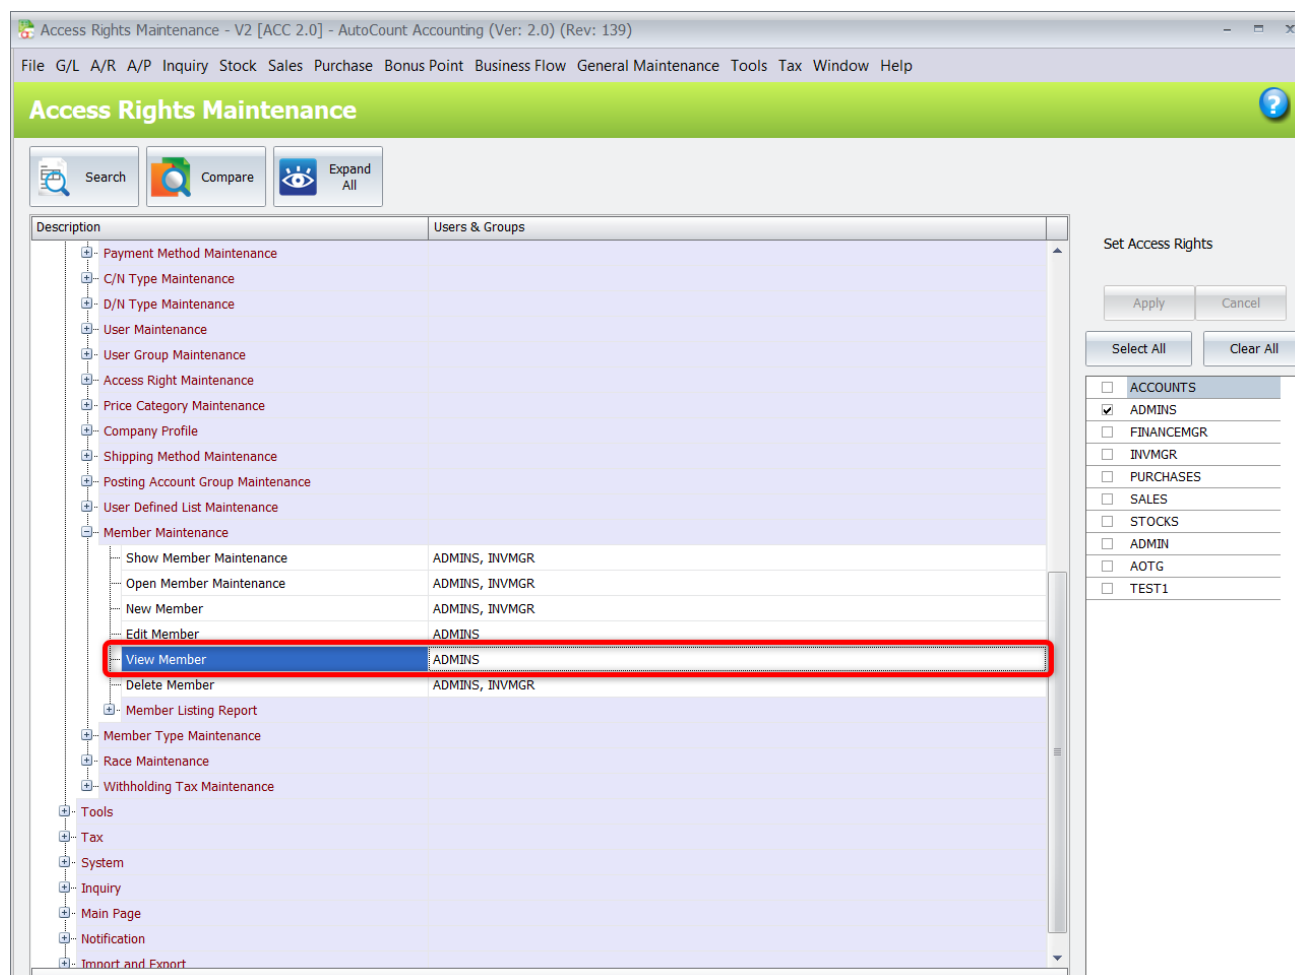 Access Rights Maintenance - V2 [ACC 2.0] - AutoCount Accounting (Ver: 2.0) (Rev: 139)
File G/L A/R A/P Inquiry Stock Sales Purchase Bonus Point Business Flow General Maintenance Tools Tax Window Help
Access Rights Maintenance
Search
Compare
Expand All
Description Users & Groups
Payment Method Maintenance
C/N Type Maintenance
D/N Type Maintenance
User Maintenance
User Group Maintenance
Access Right Maintenance
Price Category Maintenance
Company Profile
Shipping Method Maintenance
Posting Account Group Maintenance
User Defined List Maintenance
Member Maintenance
Show Member Maintenance ADMINS, INVMGR
Open Member Maintenance ADMINS, INVMGR
New Member ADMINS, INVMGR
Edit Member ADMINS
View Member ADMINS
Delete Member ADMINS, INVMGR
Member Listing Report
Member Type Maintenance
Race Maintenance
Withholding Tax Maintenance
Tools
Tax
System
Inquiry
Main Page
Notification
Import and Export
Set Access Rights
Apply Cancel
Select All Clear All
ACCOUNTS
ADMINS
FINANCEMGR
INVMGR
PURCHASES
SALES
STOCKS
ADMIN
AOTG
TEST1